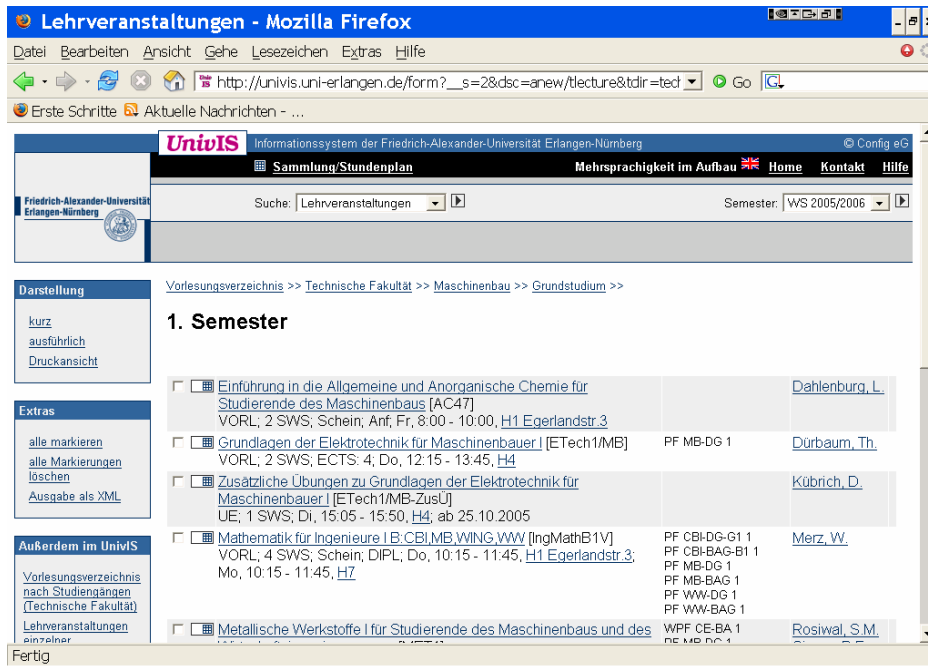 Lehrveranstaltungen - Mozilla Firefox
Datei Bearbeiten Ansicht Gehe Lesezeichen Extras Hilfe
http://univis.uni-erlangen.de/form?__s=2&dsc=anew/tlecture&tdir=tecł Go
Erste Schritte Aktuelle Nachrichten - ...
UnivIS Informationssystem der Friedrich-Alexander-Universität Erlangen-Nürnberg © Config eG
Sammlung/Stundenplan Mehrsprachigkeit im Aufbau Home Kontakt Hilfe
Friedrich-Alexander-Universität
Erlangen-Nürnberg
Suche: Lehrveranstaltungen Semester: WS 2005/2006
Darstellung
kurz
ausführlich
Druckansicht
Extras
alle markieren
alle Markierungen
löschen
Ausgabe als XML
Außerdem im UnivIS
Vorlesungsverzeichnis
nach Studiengängen
(Technische Fakultät)
Lehrveranstaltungen
einzelner
Vorlesungsverzeichnis >> Technische Fakultät >> Maschinenbau >> Grundstudium >>
1. Semester
Einführung in die Allgemeine und Anorganische Chemie für Dahlenburg, L.
Studierende des Maschinenbaus [AC47]
VORL; 2 SWS; Schein; Anf; Fr, 8:00 - 10:00, H1 Egerlandstr.3
Grundlagen der Elektrotechnik für Maschinenbauer I [ETech1/MB] PF MB-DG 1 Dürbaum, Th.
VORL; 2 SWS; ECTS: 4; Do, 12:15 - 13:45, H4
Zusätzliche Übungen zu Grundlagen der Elektrotechnik für Kübrich, D.
Maschinenbauer I [ETech1/MB-ZusÜ]
UE; 1 SWS; Di, 15:05 - 15:50, H4; ab 25.10.2005
Mathematik für Ingenieure I B:CBI,MB,WING,WW [IngMathB1V] PF CBI-DG-G1 1 Merz, W.
VORL; 4 SWS; Schein; DIPL; Do, 10:15 - 11:45, H1 Egerlandstr.3; PF CBI-BAG-B1 1
Mo, 10:15 - 11:45, H7 PF MB-DG 1
PF MB-BAG 1
PF WW-DG 1
PF WW-BAG 1
Metallische Werkstoffe I für Studierende des Maschinenbaus und des WPF CE-BA 1 Rosiwal, S.M.
Fertig